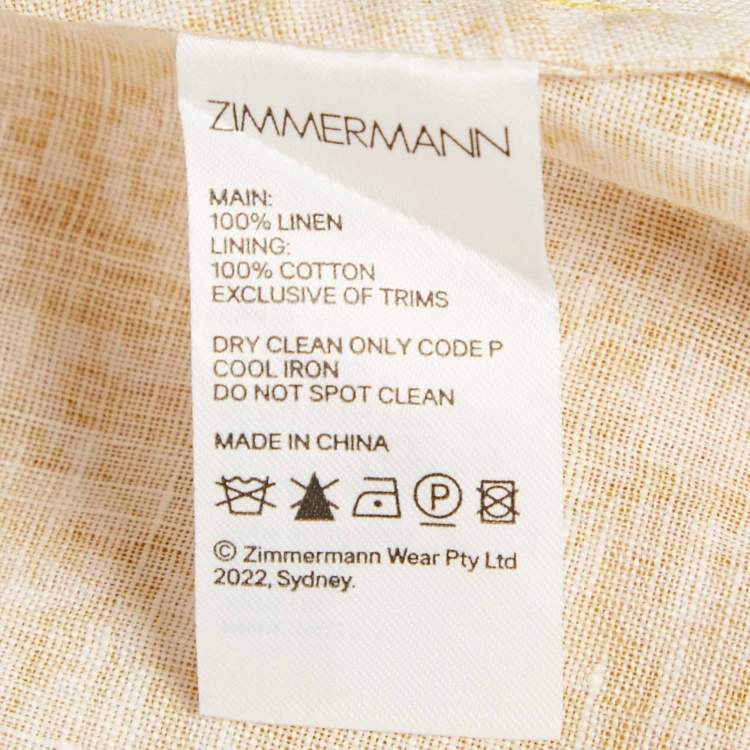 ZIMMERMANN
MAIN:
100% LINEN
LINING:
100% COTTON
EXCLUSIVE OF TRIMS
DRY CLEAN ONLY CODE P
COOL IRON
DO NOT SPOT CLEAN
MADE IN CHINA
P
© Zimmermann Wear Pty Ltd
2022, Sydney.